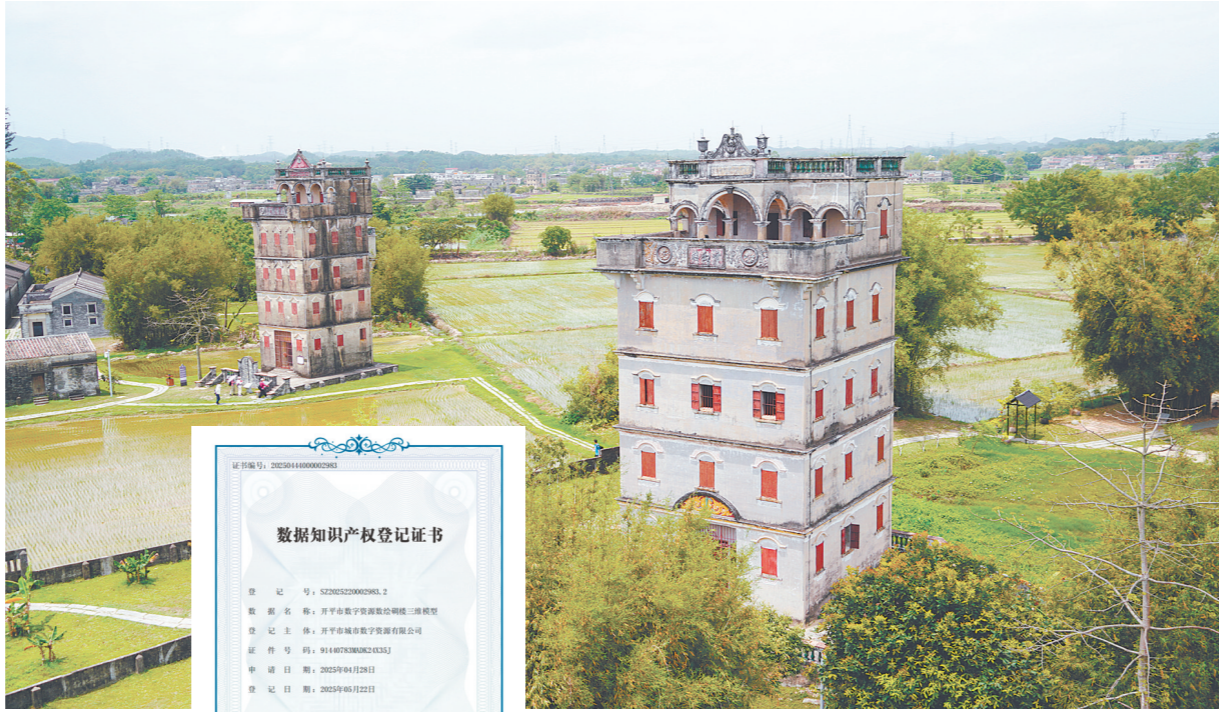 证书编号：20250444000002983
数据知识产权登记证书
登 记 号：SZ2025220002983.2
数 据 名 称：开平市数字资源数绘碉楼三维模型
登 记 主 体：开平市城市数字资源有限公司
证 件 号 码：91440783MADK24X35J
申 请 日 期：2025年04月28日
登 记 日 期：2025年05月22日